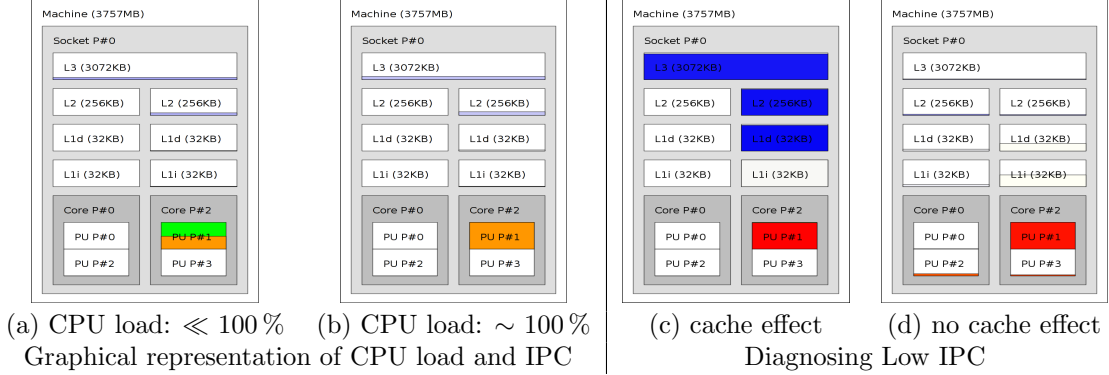 Machine (3757MB)
Socket P#0
L3 (3072KB)
L2 (256KB) L2 (256KB)
L1d (32KB) L1d (32KB)
L1i (32KB) L1i (32KB)
Core P#0 Core P#2
PU P#0 PU P#1
PU P#2 PU P#3
(a) CPU load: ≪ 100 %
Machine (3757MB)
Socket P#0
L3 (3072KB)
L2 (256KB) L2 (256KB)
L1d (32KB) L1d (32KB)
L1i (32KB) L1i (32KB)
Core P#0 Core P#2
PU P#0 PU P#1
PU P#2 PU P#3
(b) CPU load: ∼ 100 %
Graphical representation of CPU load and IPC
Machine (3757MB)
Socket P#0
L3 (3072KB)
L2 (256KB) L2 (256KB)
L1d (32KB) L1d (32KB)
L1i (32KB) L1i (32KB)
Core P#0 Core P#2
PU P#0 PU P#1
PU P#2 PU P#3
(c) cache effect
Machine (3757MB)
Socket P#0
L3 (3072KB)
L2 (256KB) L2 (256KB)
L1d (32KB) L1d (32KB)
L1i (32KB) L1i (32KB)
Core P#0 Core P#2
PU P#0 PU P#1
PU P#2 PU P#3
(d) no cache effect
Diagnosing Low IPC